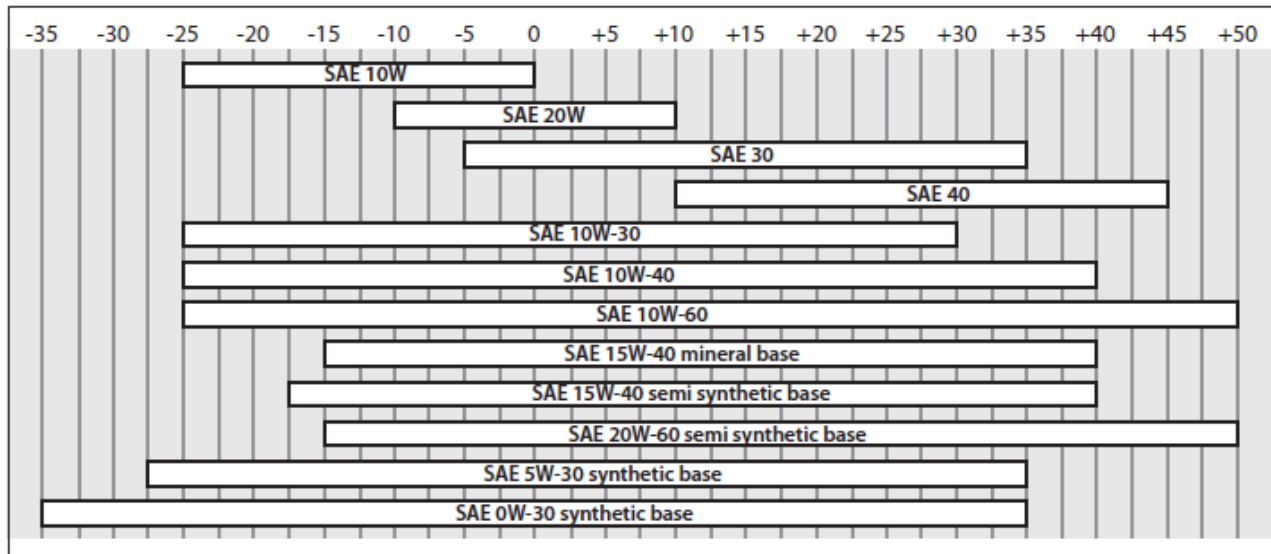 -35 -30 -25 -20 -15 -10 -5 0 +5 +10 +15 +20 +25 +30 +35 +40 +45 +50
SAE 10W
SAE 20W
SAE 30
SAE 40
SAE 10W-30
SAE 10W-40
SAE 10W-60
SAE 15W-40 mineral base
SAE 15W-40 semi synthetic base
SAE 20W-60 semi synthetic base
SAE 5W-30 synthetic base
SAE 0W-30 synthetic base